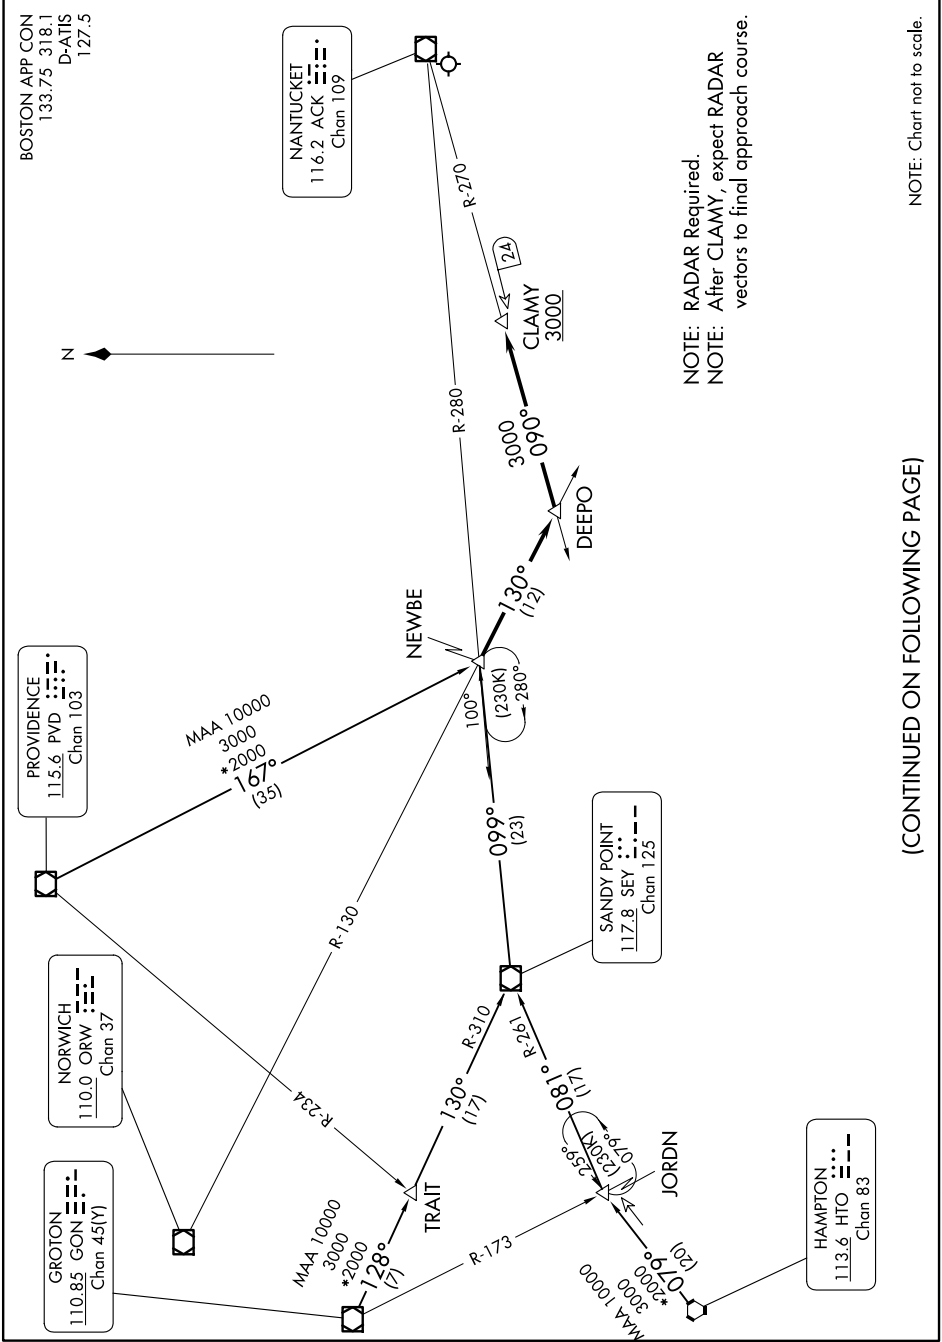 BOSTON APP CON
133.75 318.1
D-ATIS
127.5
NANTUCKET
116.2 ACK
Chan 109
N
R-270
24
R-280
CLAMY
3000
3000
090°
DEEPO
130°
(12)
NEWBE
100°
(230K)
280°
099°
(23)
PROVIDENCE
115.6 PVD
Chan 103
MAA 10000
3000
*2000
167°
(35)
NORWICH
110.0 ORW
Chan 37
R-130
R-234
GROTON
110.85 GON
Chan 45(Y)
MAA 10000
3000
*2000
128°
(7)
TRAIT
130°
(17)
R-310
SANDY POINT
117.8 SEY
Chan 125
R-261
081°
(17)
259°
(230K)
079°
JORDN
R-173
MAA 10000
3000
*2000
079°
(20)
HAMPTON
113.6 HTO
Chan 83
NOTE: RADAR Required.
NOTE: After CLAMY, expect RADAR
vectors to final approach course.
(CONTINUED ON FOLLOWING PAGE)
NOTE: Chart not to scale.